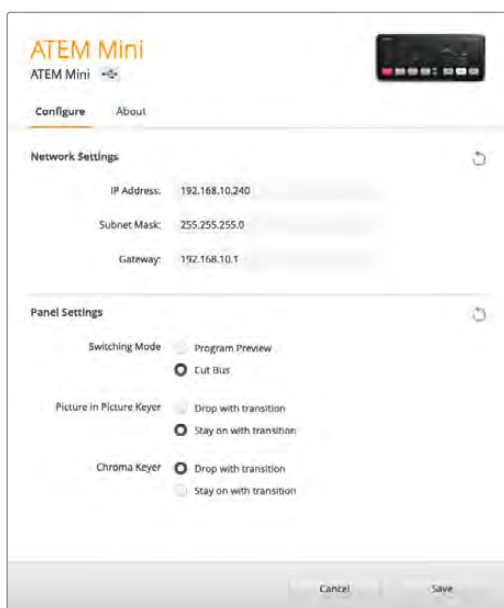 ATEM Mini
ATEM Mini
Configure About
Network Settings
IP Address: 192.168.10.240
Subnet Mask: 255.255.255.0
Gateway: 192.168.10.1
Panel Settings
Switching Mode Program Preview
Cut Bus
Picture in Picture Keyer Drop with transition
Stay on with transition
Chroma Keyer Drop with transition
Stay on with transition
Cancel Save